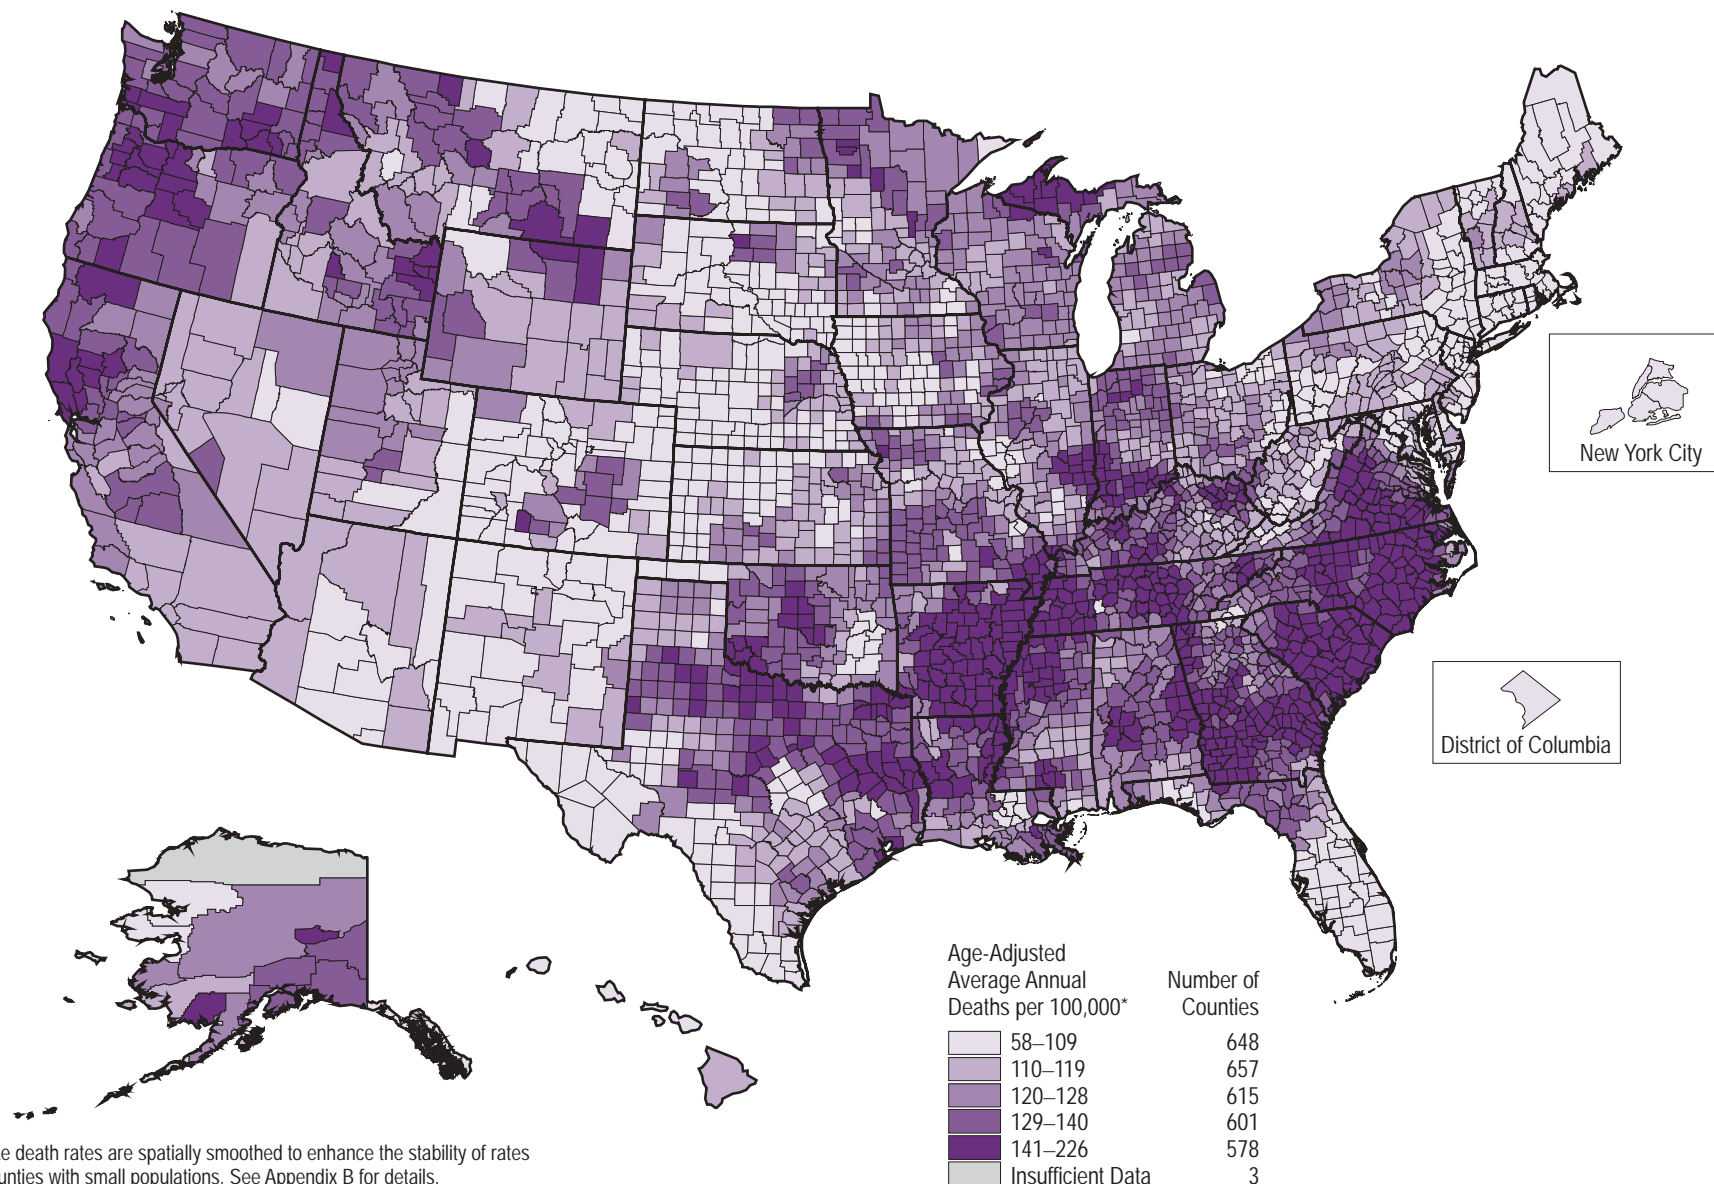 New York City
District of Columbia
Age-Adjusted
Average Annual
Deaths per 100,000*
Number of
Counties
58–109 648
110–119 657
120–128 615
129–140 601
141–226 578
Insufficient Data 3
death rates are spatially smoothed to enhance the stability of rates
with small populations. See Appendix B for details.